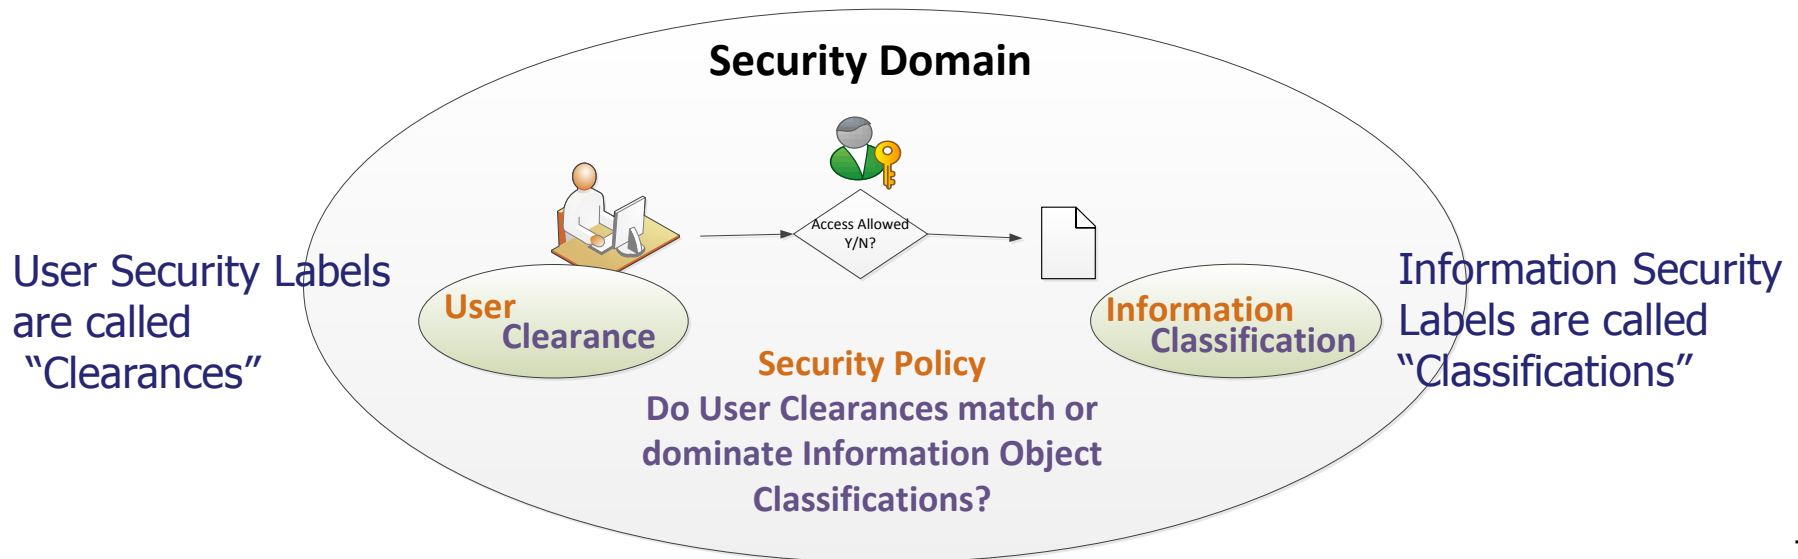 Security Domain
Access Allowed
Y/N?
User Security Labels
are called
“Clearances”
User
Clearance
Information
Classification
Information Security
Labels are called
“Classifications”
Security Policy
Do User Clearances match or
dominate Information Object
Classifications?